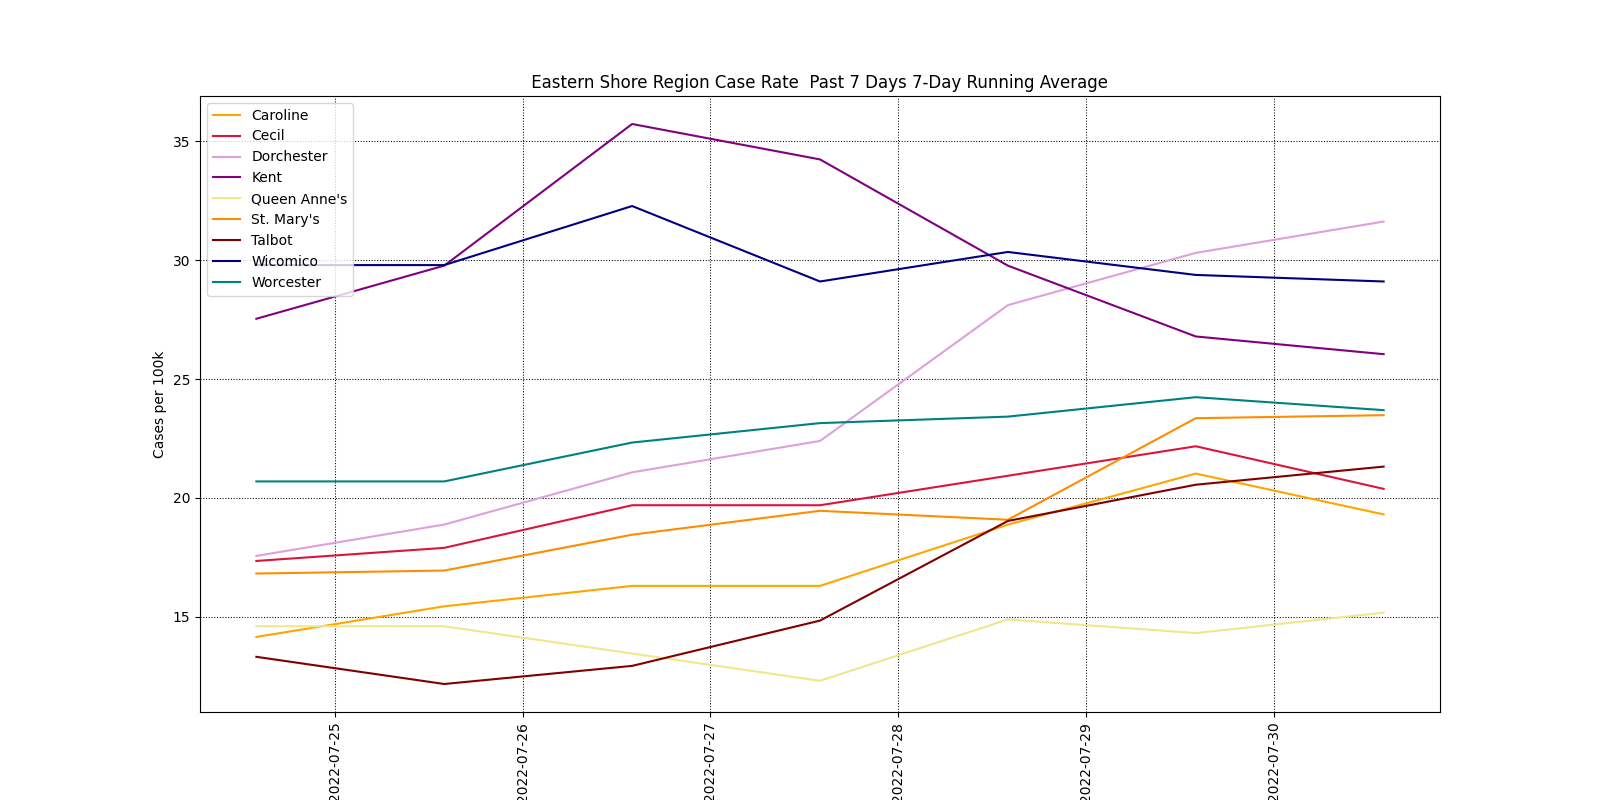 Eastern Shore Region Case Rate  Past 7 Days 7-Day Running Average
Caroline
Cecil
Dorchester
Kent
Queen Anne's
St. Mary's
Talbot
Wicomico
Worcester
Cases per 100k
35
30
25
20
15
2022-07-25
2022-07-26
2022-07-27
2022-07-28
2022-07-29
2022-07-30